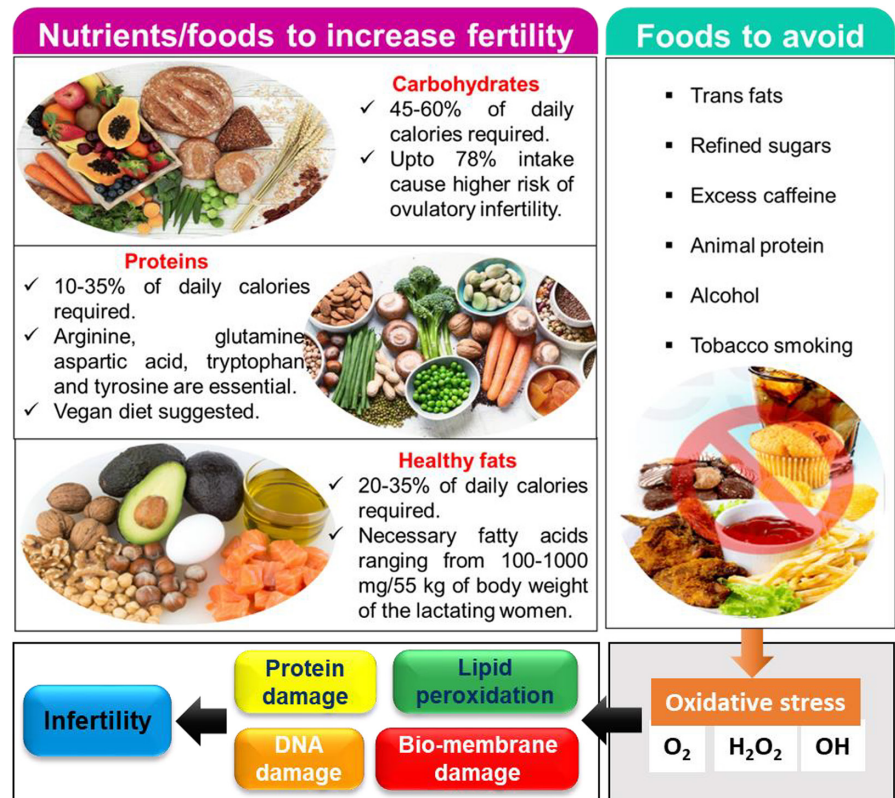 Nutrients/foods to increase fertility
Carbohydrates
✓ 45-60% of daily
calories required.
✓ Upto 78% intake
cause higher risk of
ovulatory infertility.
Proteins
✓ 10-35% of daily calories
required.
✓ Arginine, glutamine,
aspartic acid, tryptophan,
and tyrosine are essential.
✓ Vegan diet suggested.
Healthy fats
✓ 20-35% of daily calories
required.
✓ Necessary fatty acids
ranging from 100-1000
mg/55 kg of body weight
of the lactating women.
Foods to avoid
▪ Trans fats
▪ Refined sugars
▪ Excess caffeine
▪ Animal protein
▪ Alcohol
▪ Tobacco smoking
Oxidative stress
O₂ H₂O₂ OH
Protein
damage
Lipid
peroxidation
DNA
damage
Bio-membrane
damage
Infertility